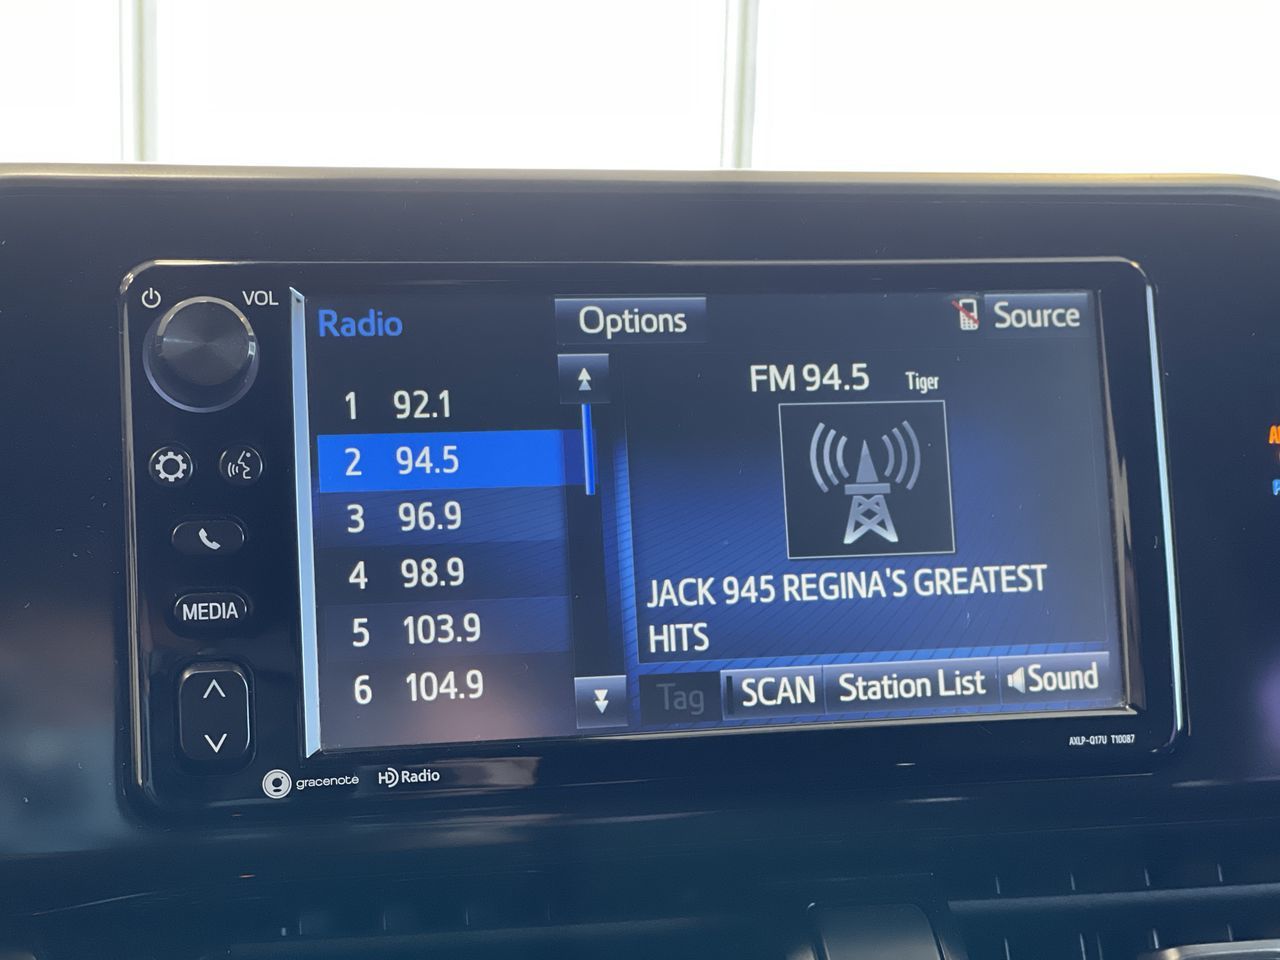 VOL
Radio
Options
Source
1 92.1
2 94.5
3 96.9
4 98.9
5 103.9
6 104.9
FM 94.5 Tiger
JACK 945 REGINA'S GREATEST
HITS
Tag
SCAN
Station List
Sound
MEDIA
AXLP-Q17U T10087
gracenote
HD Radio